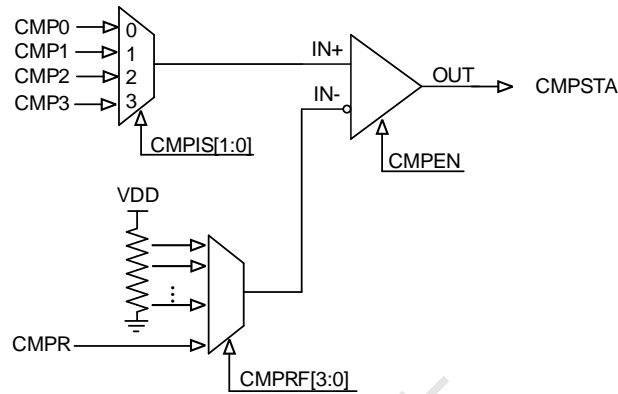 CMP0
0
CMP1
1
CMP2
2
CMP3
3
CMPIS[1:0]
IN+
IN-
OUT
CMPSTA
CMPEN
VDD
CMPR
CMPRF[3:0]